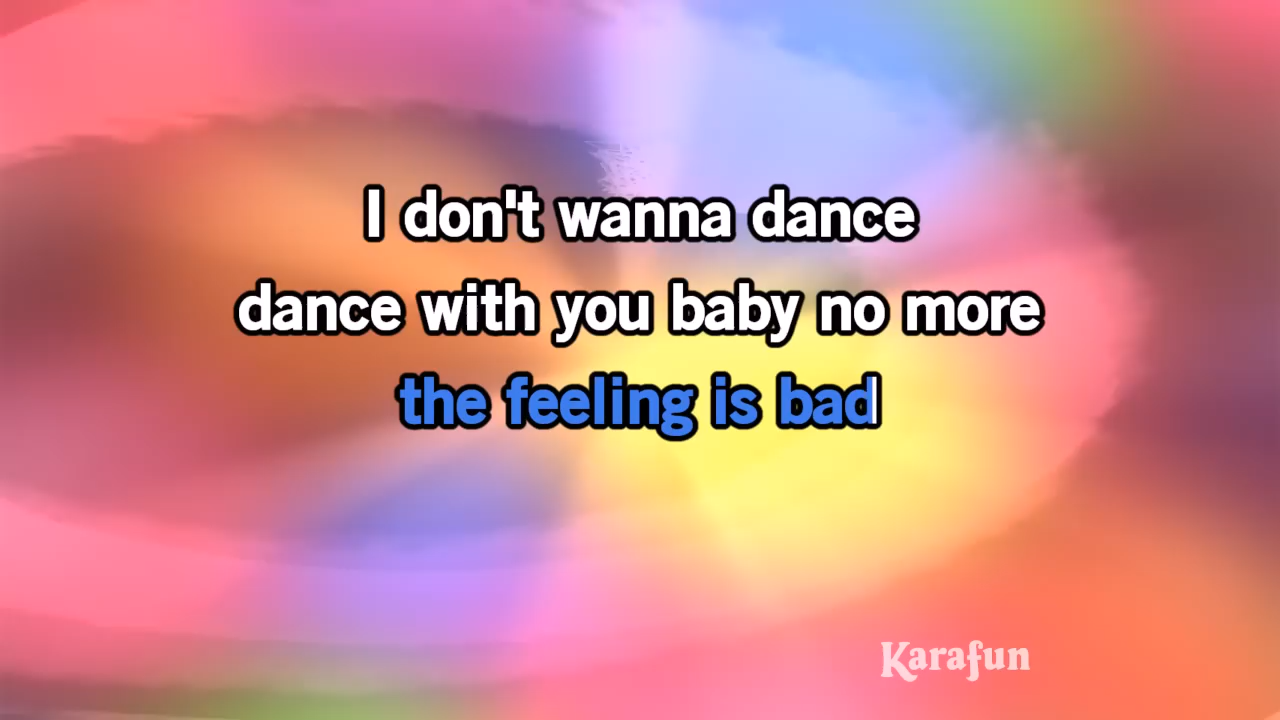 I don't wanna dance
dance with you baby no more
the feeling is bad
Karafun